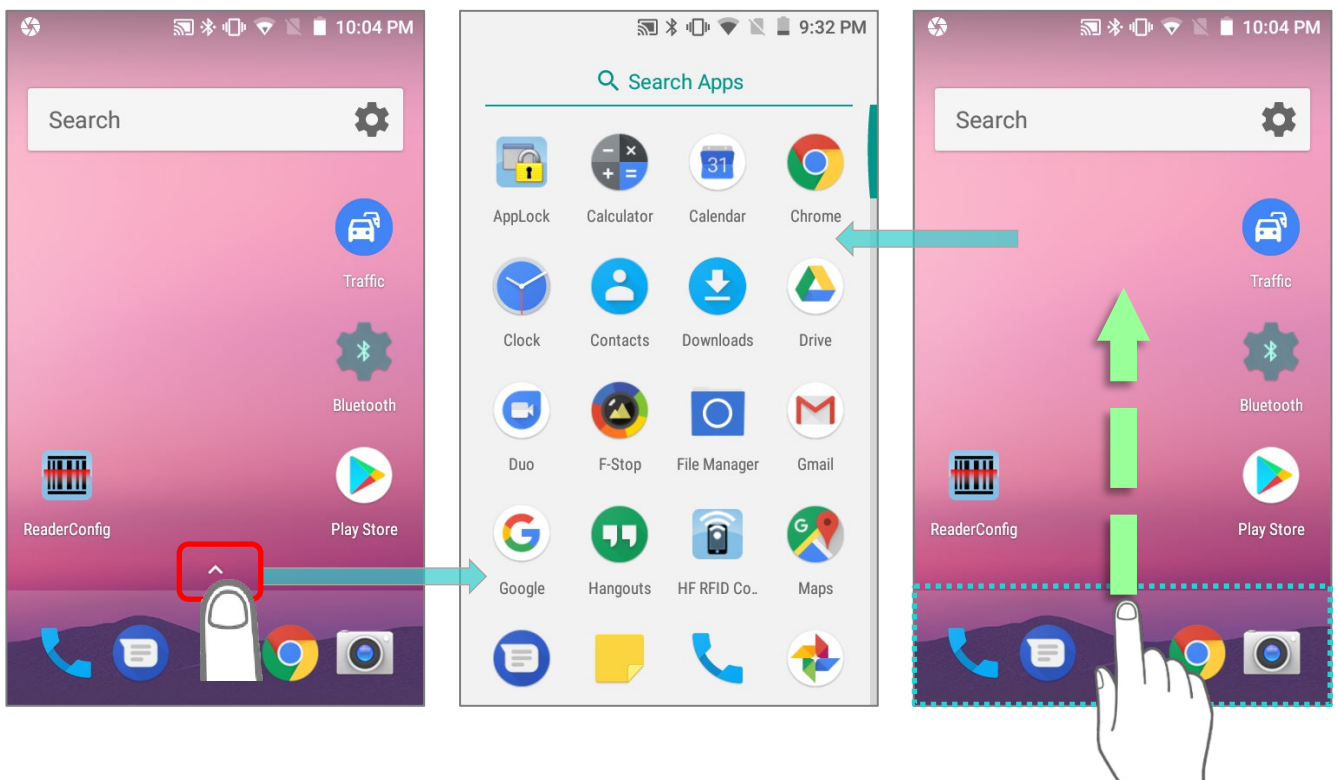 10:04 PM
Search
Traffic
Bluetooth
ReaderConfig
Play Store
9:32 PM
Search Apps
31
AppLock
Calculator
Calendar
Chrome
Clock
Contacts
Downloads
Drive
Duo
F-Stop
File Manager
Gmail
G
G
Google
Hangouts
HF RFID Co..
Maps
10:04 PM
Search
Traffic
Bluetooth
ReaderConfig
Play Store